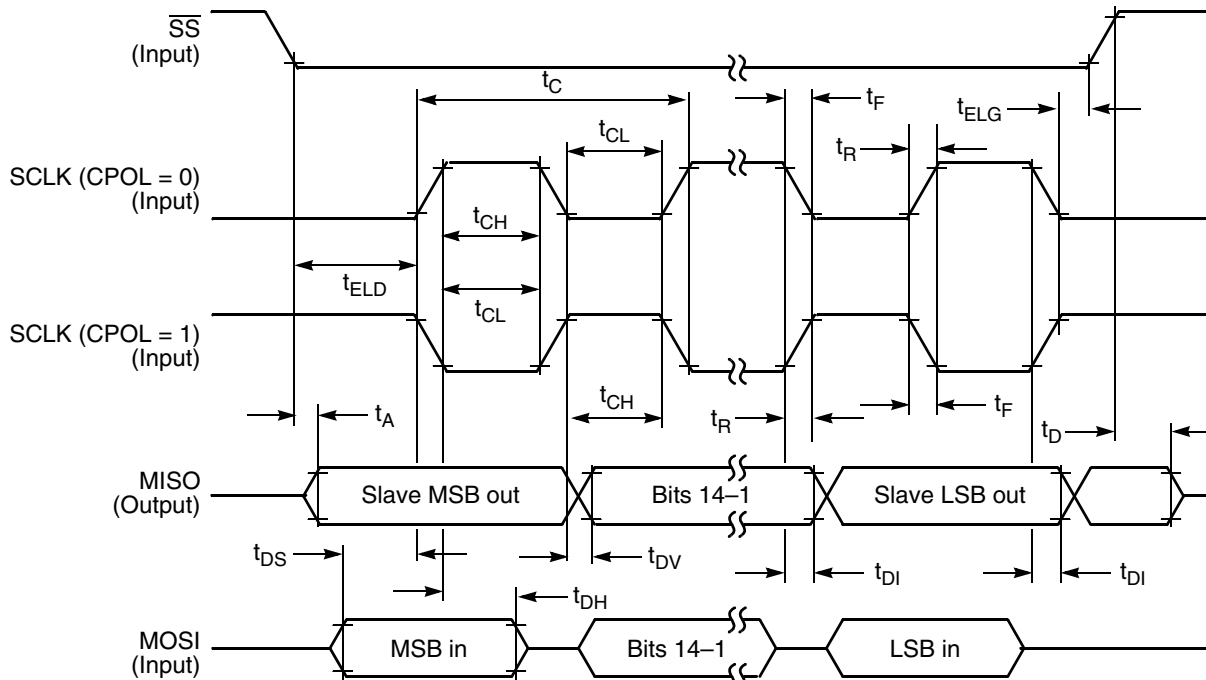 SS
(Input)
tC
tF
tELG
tCL
tR
SCLK (CPOL = 0)
(Input)
tCH
tELD
tCL
SCLK (CPOL = 1)
(Input)
tCH
tA
tR
tF
tD
MISO
(Output)
Slave MSB out
Bits 14–1
Slave LSB out
tDS
tDV
tDI
tDI
tDH
MOSI
(Input)
MSB in
Bits 14–1
LSB in